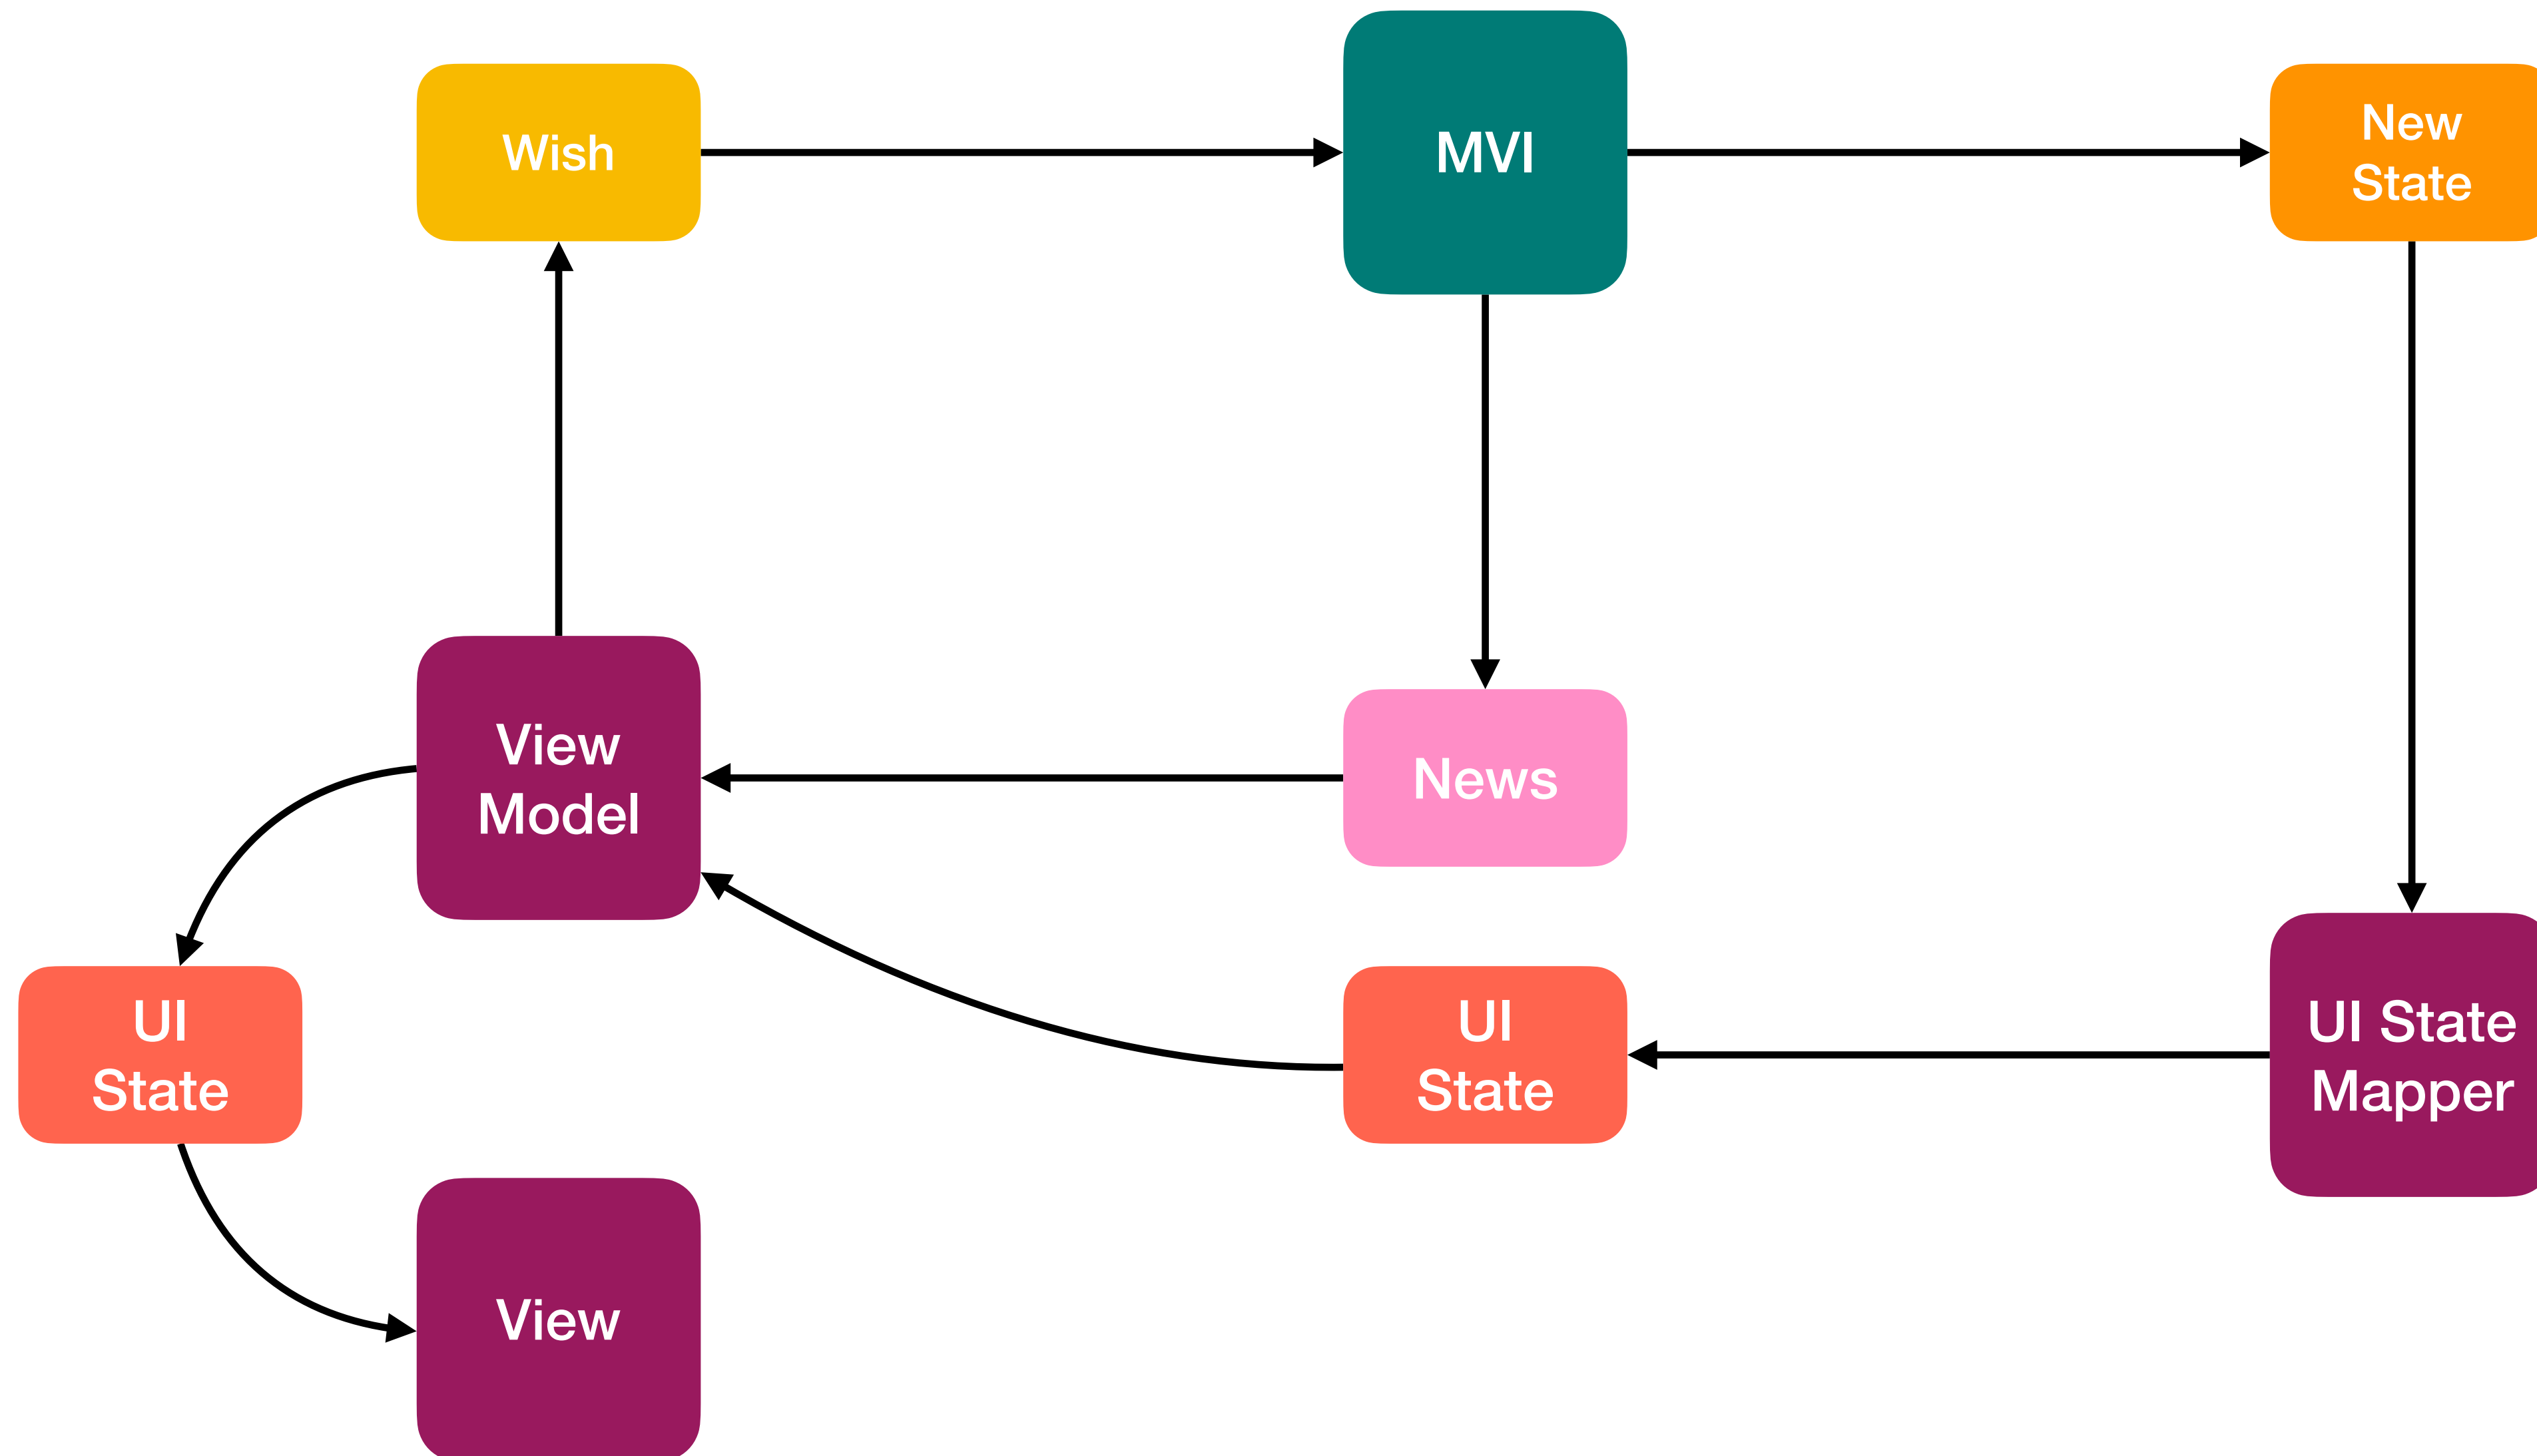 Wish
MVI
New
State
View
Model
News
UI
State
UI
State
UI State
Mapper
View